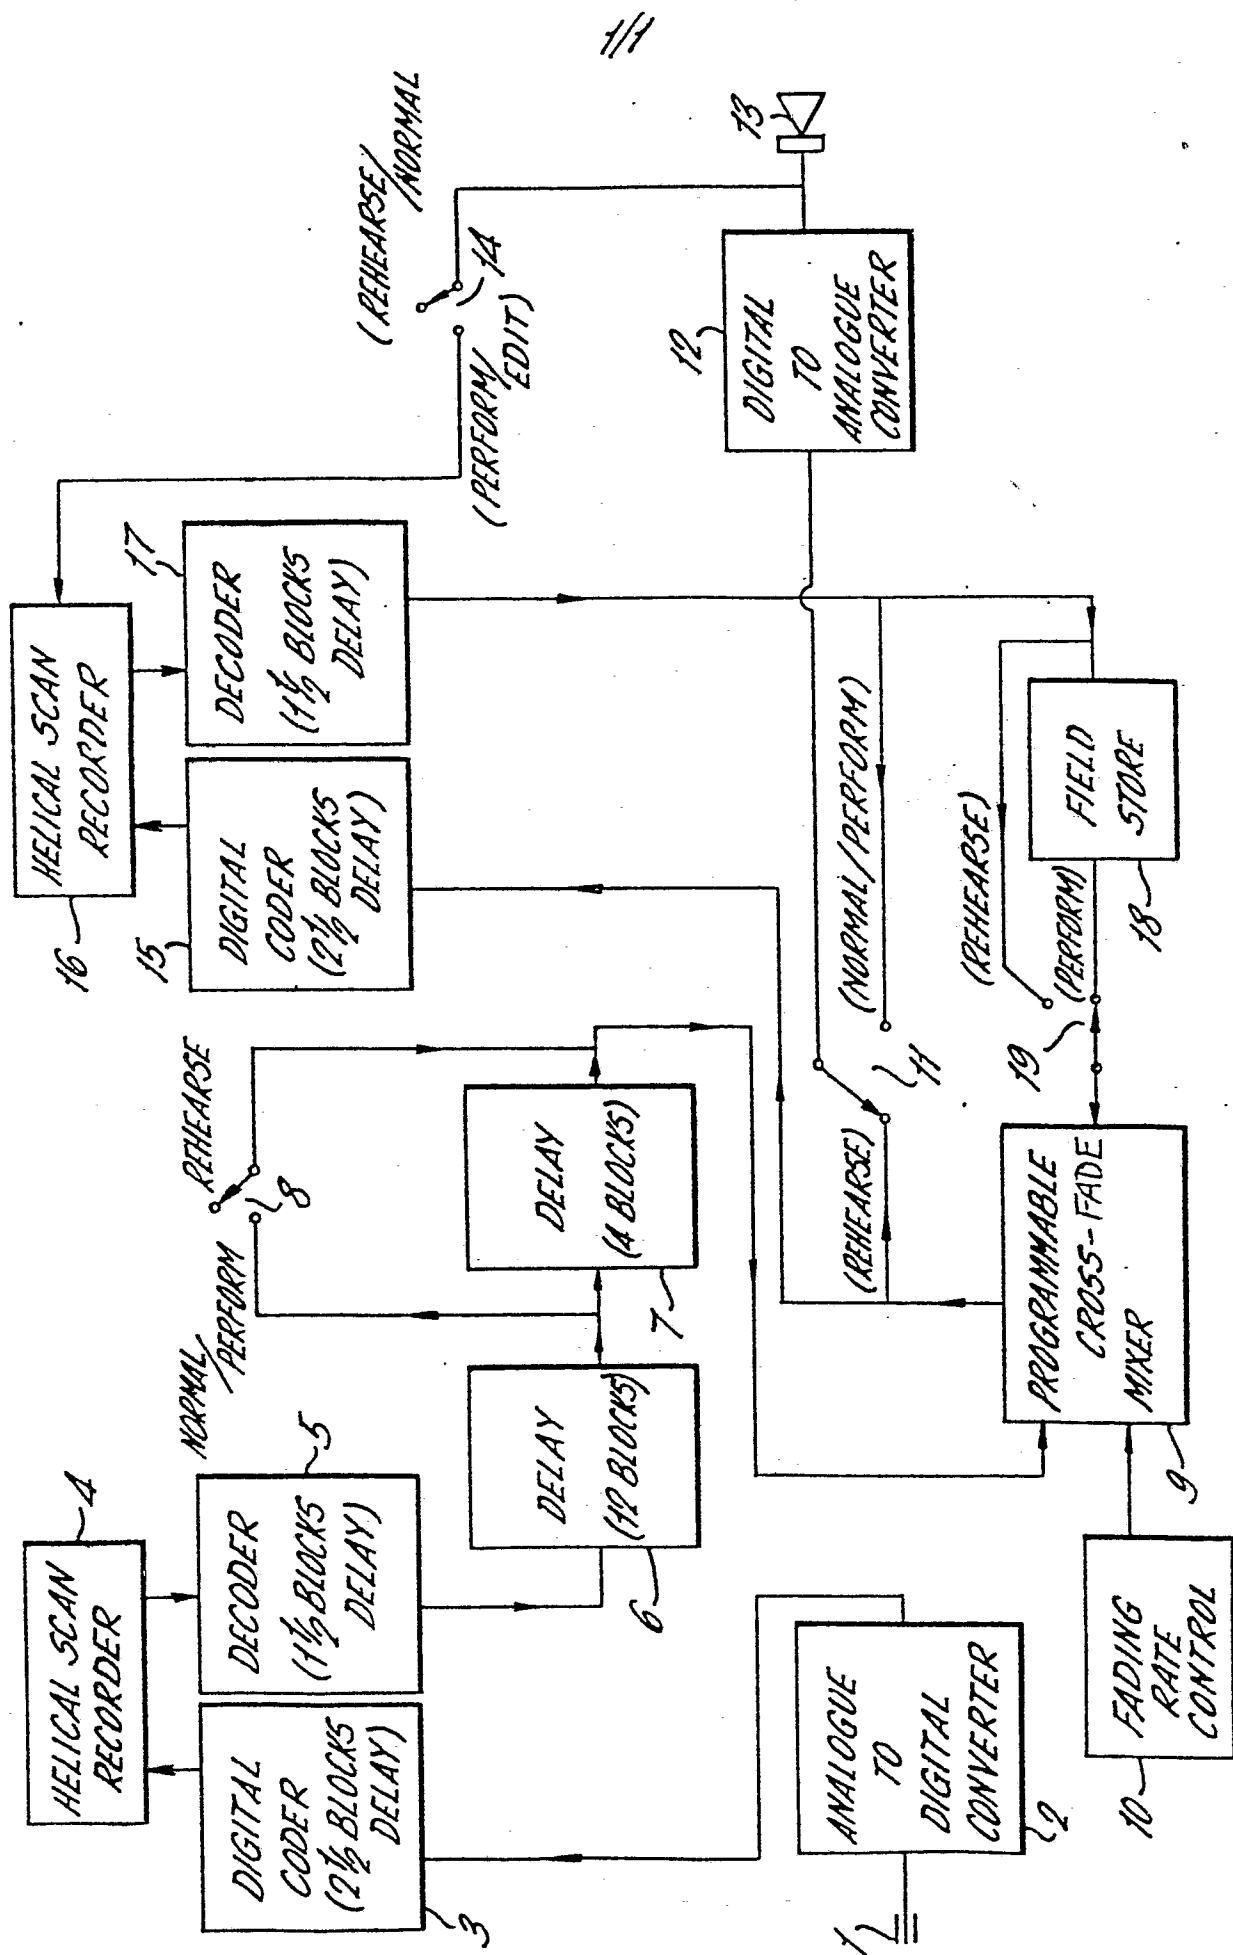 1/1
HELICAL SCAN
RECORDER
4
DIGITAL
CODER
(2½ BLOCKS
DELAY)
3
DECODER
(1½ BLOCKS
DELAY)
5
NORMAL/
PERFORM
REHEARSE
8
DELAY
(12 BLOCKS)
6
DELAY
(4 BLOCKS)
7
1
ANALOGUE
TO
DIGITAL
CONVERTER
2
FADING
RATE
CONTROL
10
PROGRAMMABLE
CROSS-FADE
MIXER
9
(REHEARSE)
11
(NORMAL/PERFORM)
19
(PERFORM)
(REHEARSE)
FIELD
STORE
18
HELICAL SCAN
RECORDER
16
DIGITAL
CODER
(2½ BLOCKS
DELAY)
15
DECODER
(1½ BLOCKS
DELAY)
17
(PERFORM/
EDIT)
14
(REHEARSE/
NORMAL
DIGITAL
TO
ANALOGUE
CONVERTER
12
13